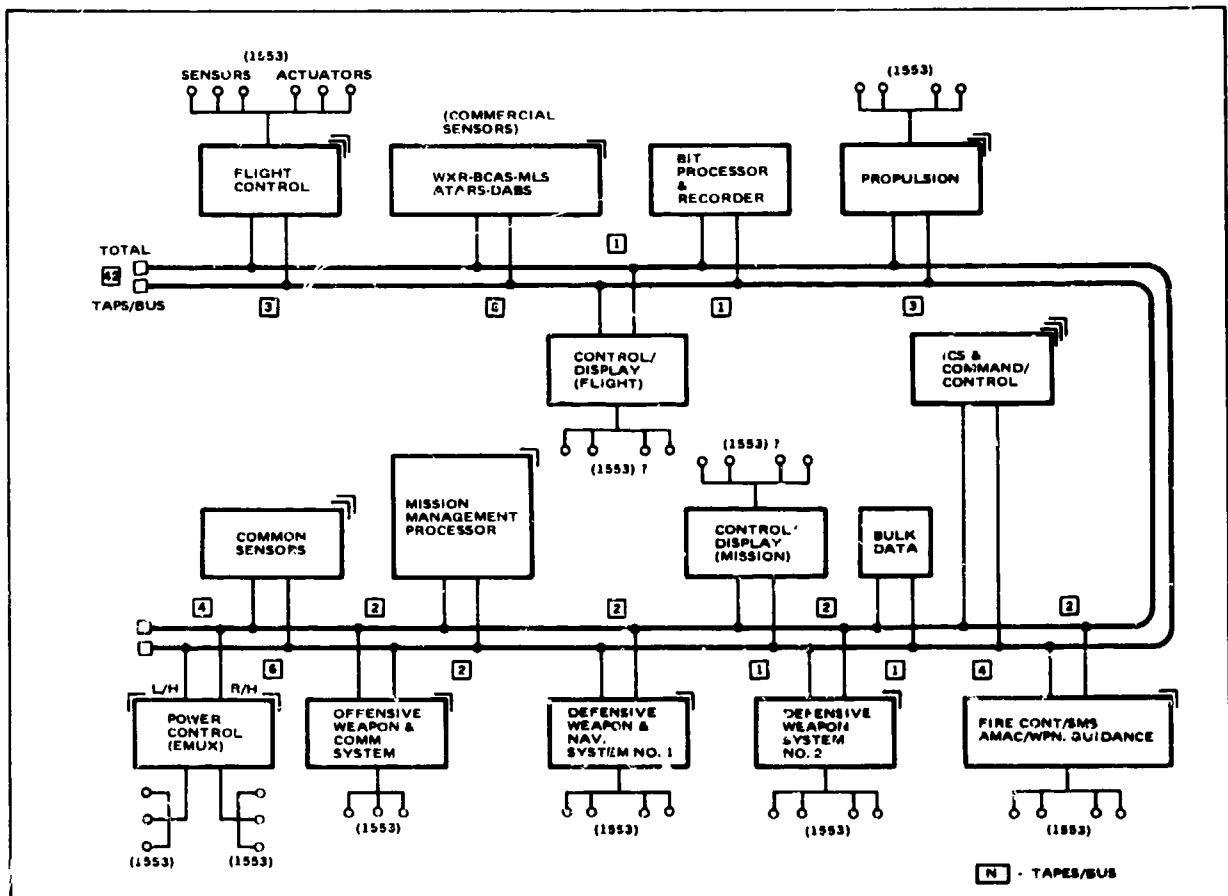 (1553)
SENSORS ACTUATORS
FLIGHT
CONTROL
(COMMERCIAL
SENSORS)
WXR-BCAS-MLS
ATARS-DABS
BIT
PROCESSOR
&
RECORDER
(1553)
PROPULSION
TOTAL
42
TAPS/BUS
1
3
6
1
3
CONTROL/
DISPLAY
(FLIGHT)
(1553) ?
ICS &
COMMAND/
CONTROL
COMMON
SENSORS
MISSION
MANAGEMENT
PROCESSOR
(1553) ?
CONTROL/
DISPLAY
(MISSION)
BULK
DATA
4
2
2
2
2
6
2
1
1
4
L/H R/H
POWER
CONTROL
(EMUX)
(1553) (1553)
OFFENSIVE
WEAPON &
COMM
SYSTEM
(1553)
DEFENSIVE
WEAPON &
NAV.
SYSTEM NO. 1
(1553)
DEFENSIVE
WEAPON
SYSTEM
NO. 2
(1553)
FIRE CONT/SMS
AMAC/WPN. GUIDANCE
(1553)
N - TAPES/BUS